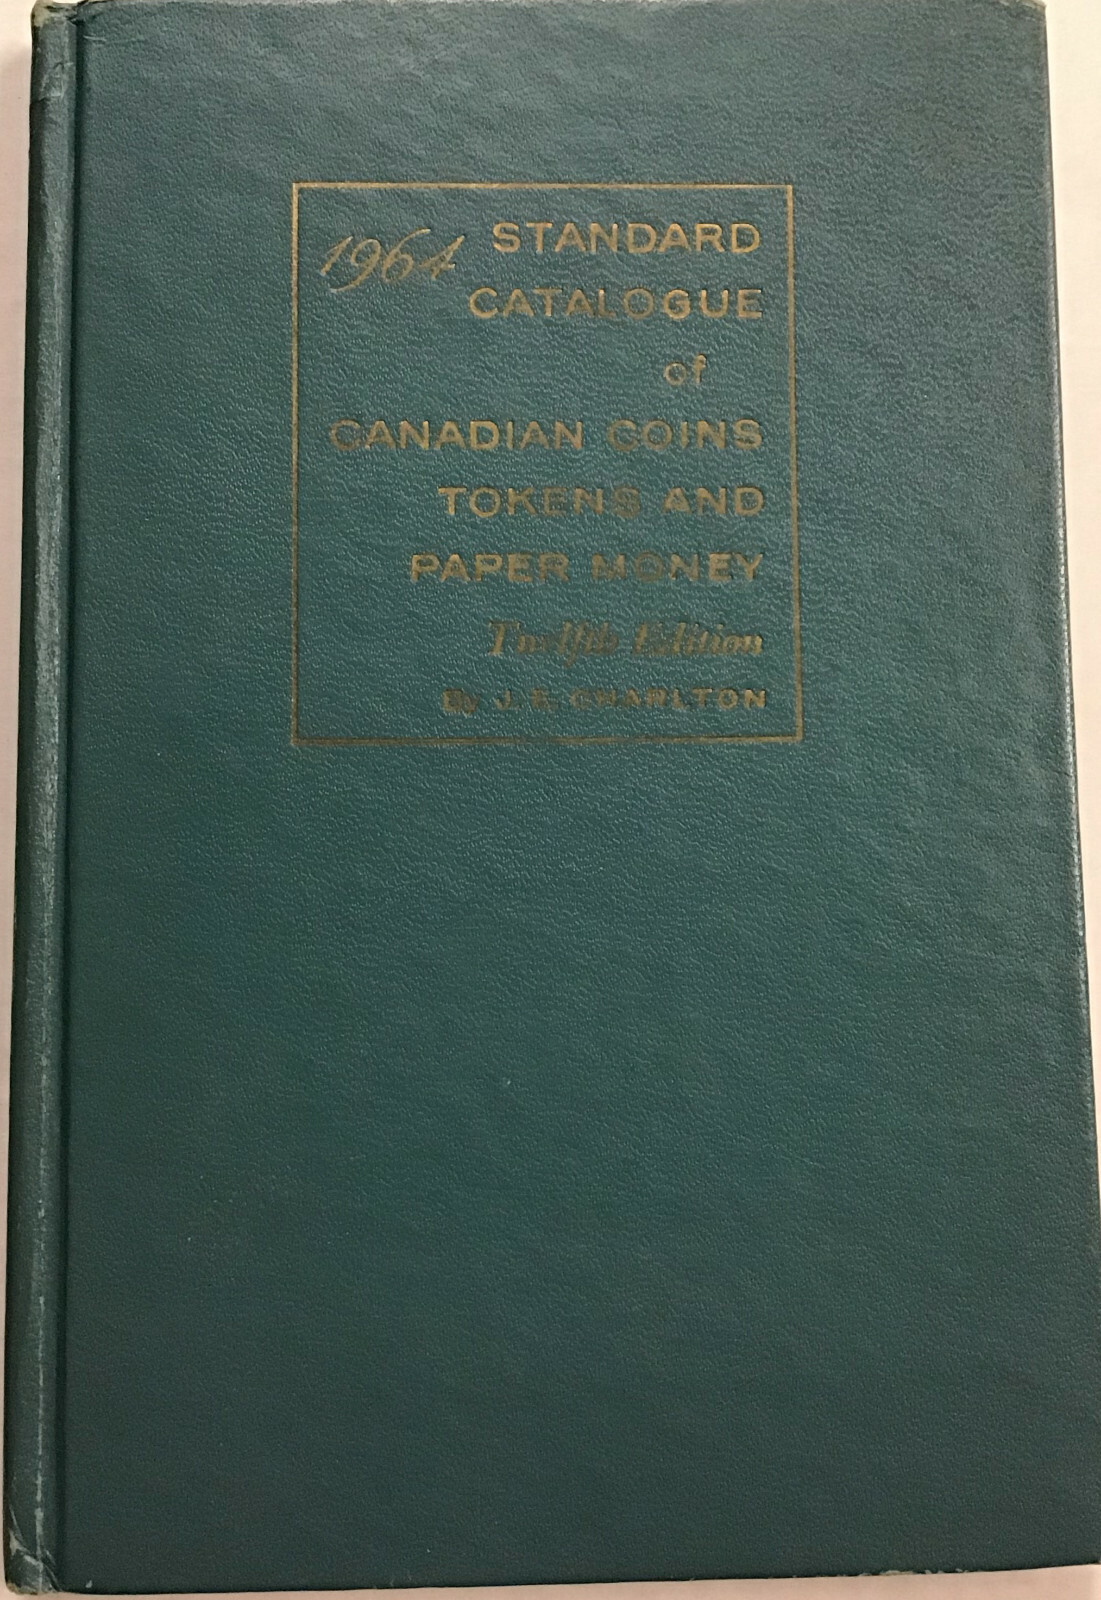 1964 STANDARD
CATALOGUE
of
CANADIAN COINS
TOKENS AND
PAPER MONEY
Twelfth Edition
By J. E. CHARLTON